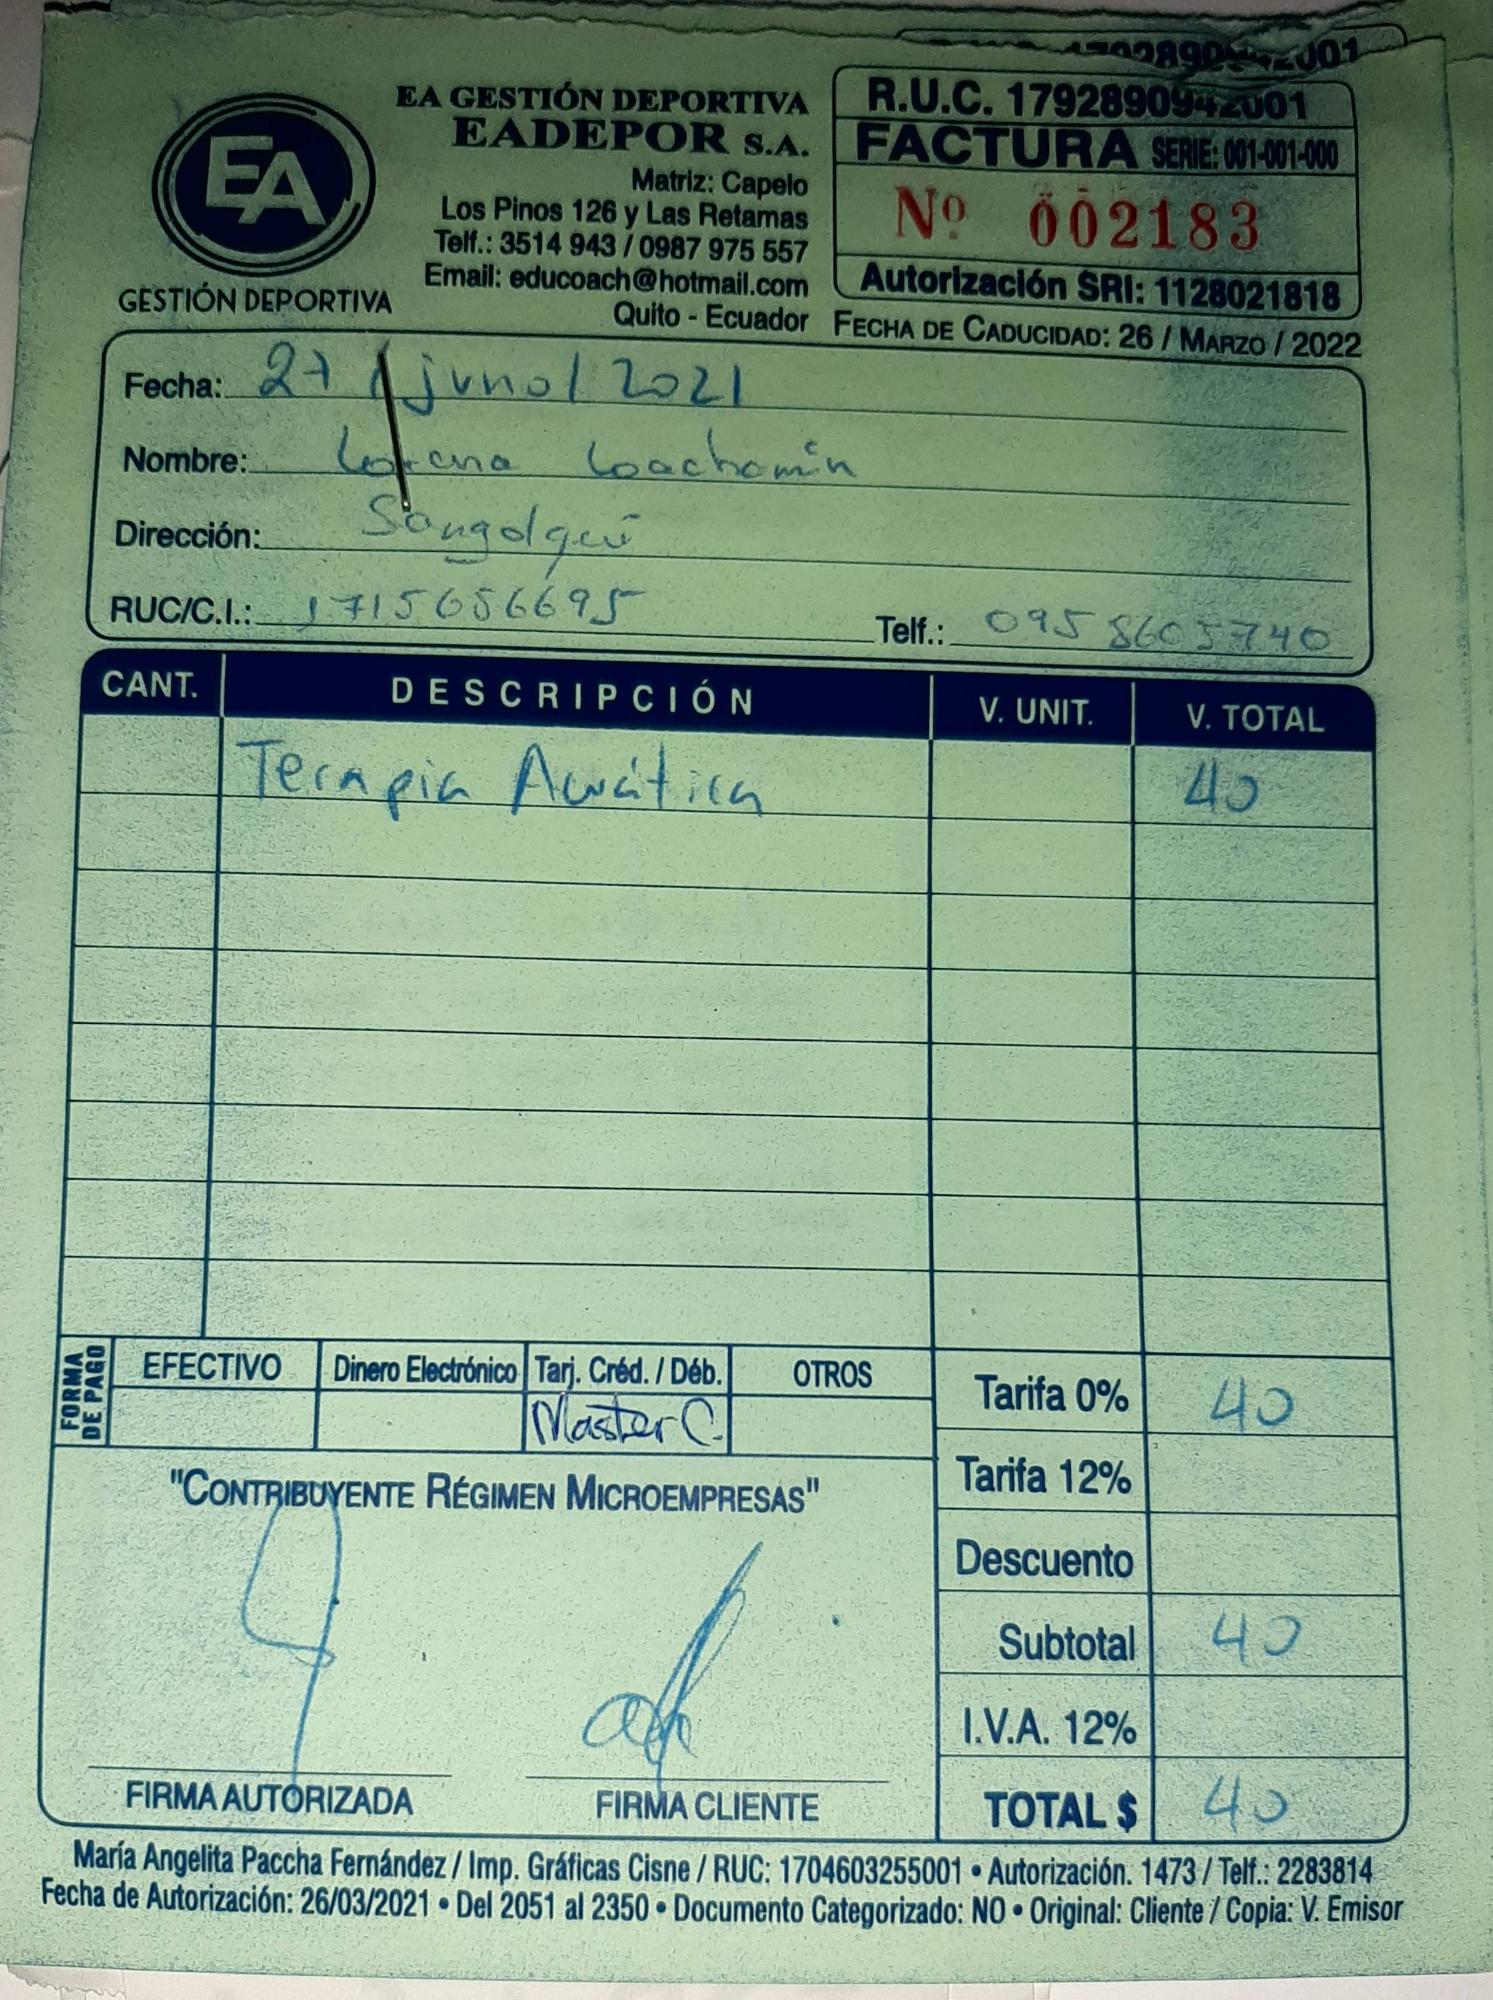 EA GESTIÓN DEPORTIVA
EADEPOR S.A.
Matriz: Capelo
Los Pinos 126 y Las Retamas
Telf.: 3514 943 / 0987 975 557
Email: educoach@hotmail.com
Quito - Ecuador
EA
GESTIÓN DEPORTIVA
R.U.C. 1792890942001
FACTURA SERIE: 001-001-000
Nº 002183
Autorización SRI: 1128021818
FECHA DE CADUCIDAD: 26 / MARZO / 2022
Fecha: 27 / junio / 2021
Nombre: Lorena Loachamin
Dirección: Sangolquí
RUC/C.I.: 1715656695 Telf.: 0958605740
CANT. DESCRIPCIÓN V. UNIT. V. TOTAL
Terapia Acuática 40
FORMA DE PAGO
EFECTIVO Dinero Electrónico Tarj. Créd. / Déb. OTROS
Master C.
Tarifa 0% 40
Tarifa 12%
"CONTRIBUYENTE RÉGIMEN MICROEMPRESAS"
Descuento
Subtotal 40
I.V.A. 12%
TOTAL $ 40
FIRMA AUTORIZADA FIRMA CLIENTE
María Angelita Paccha Fernández / Imp. Gráficas Cisne / RUC: 1704603255001 • Autorización. 1473 / Telf.: 2283814
Fecha de Autorización: 26/03/2021 • Del 2051 al 2350 • Documento Categorizado: NO • Original: Cliente / Copia: V. Emisor